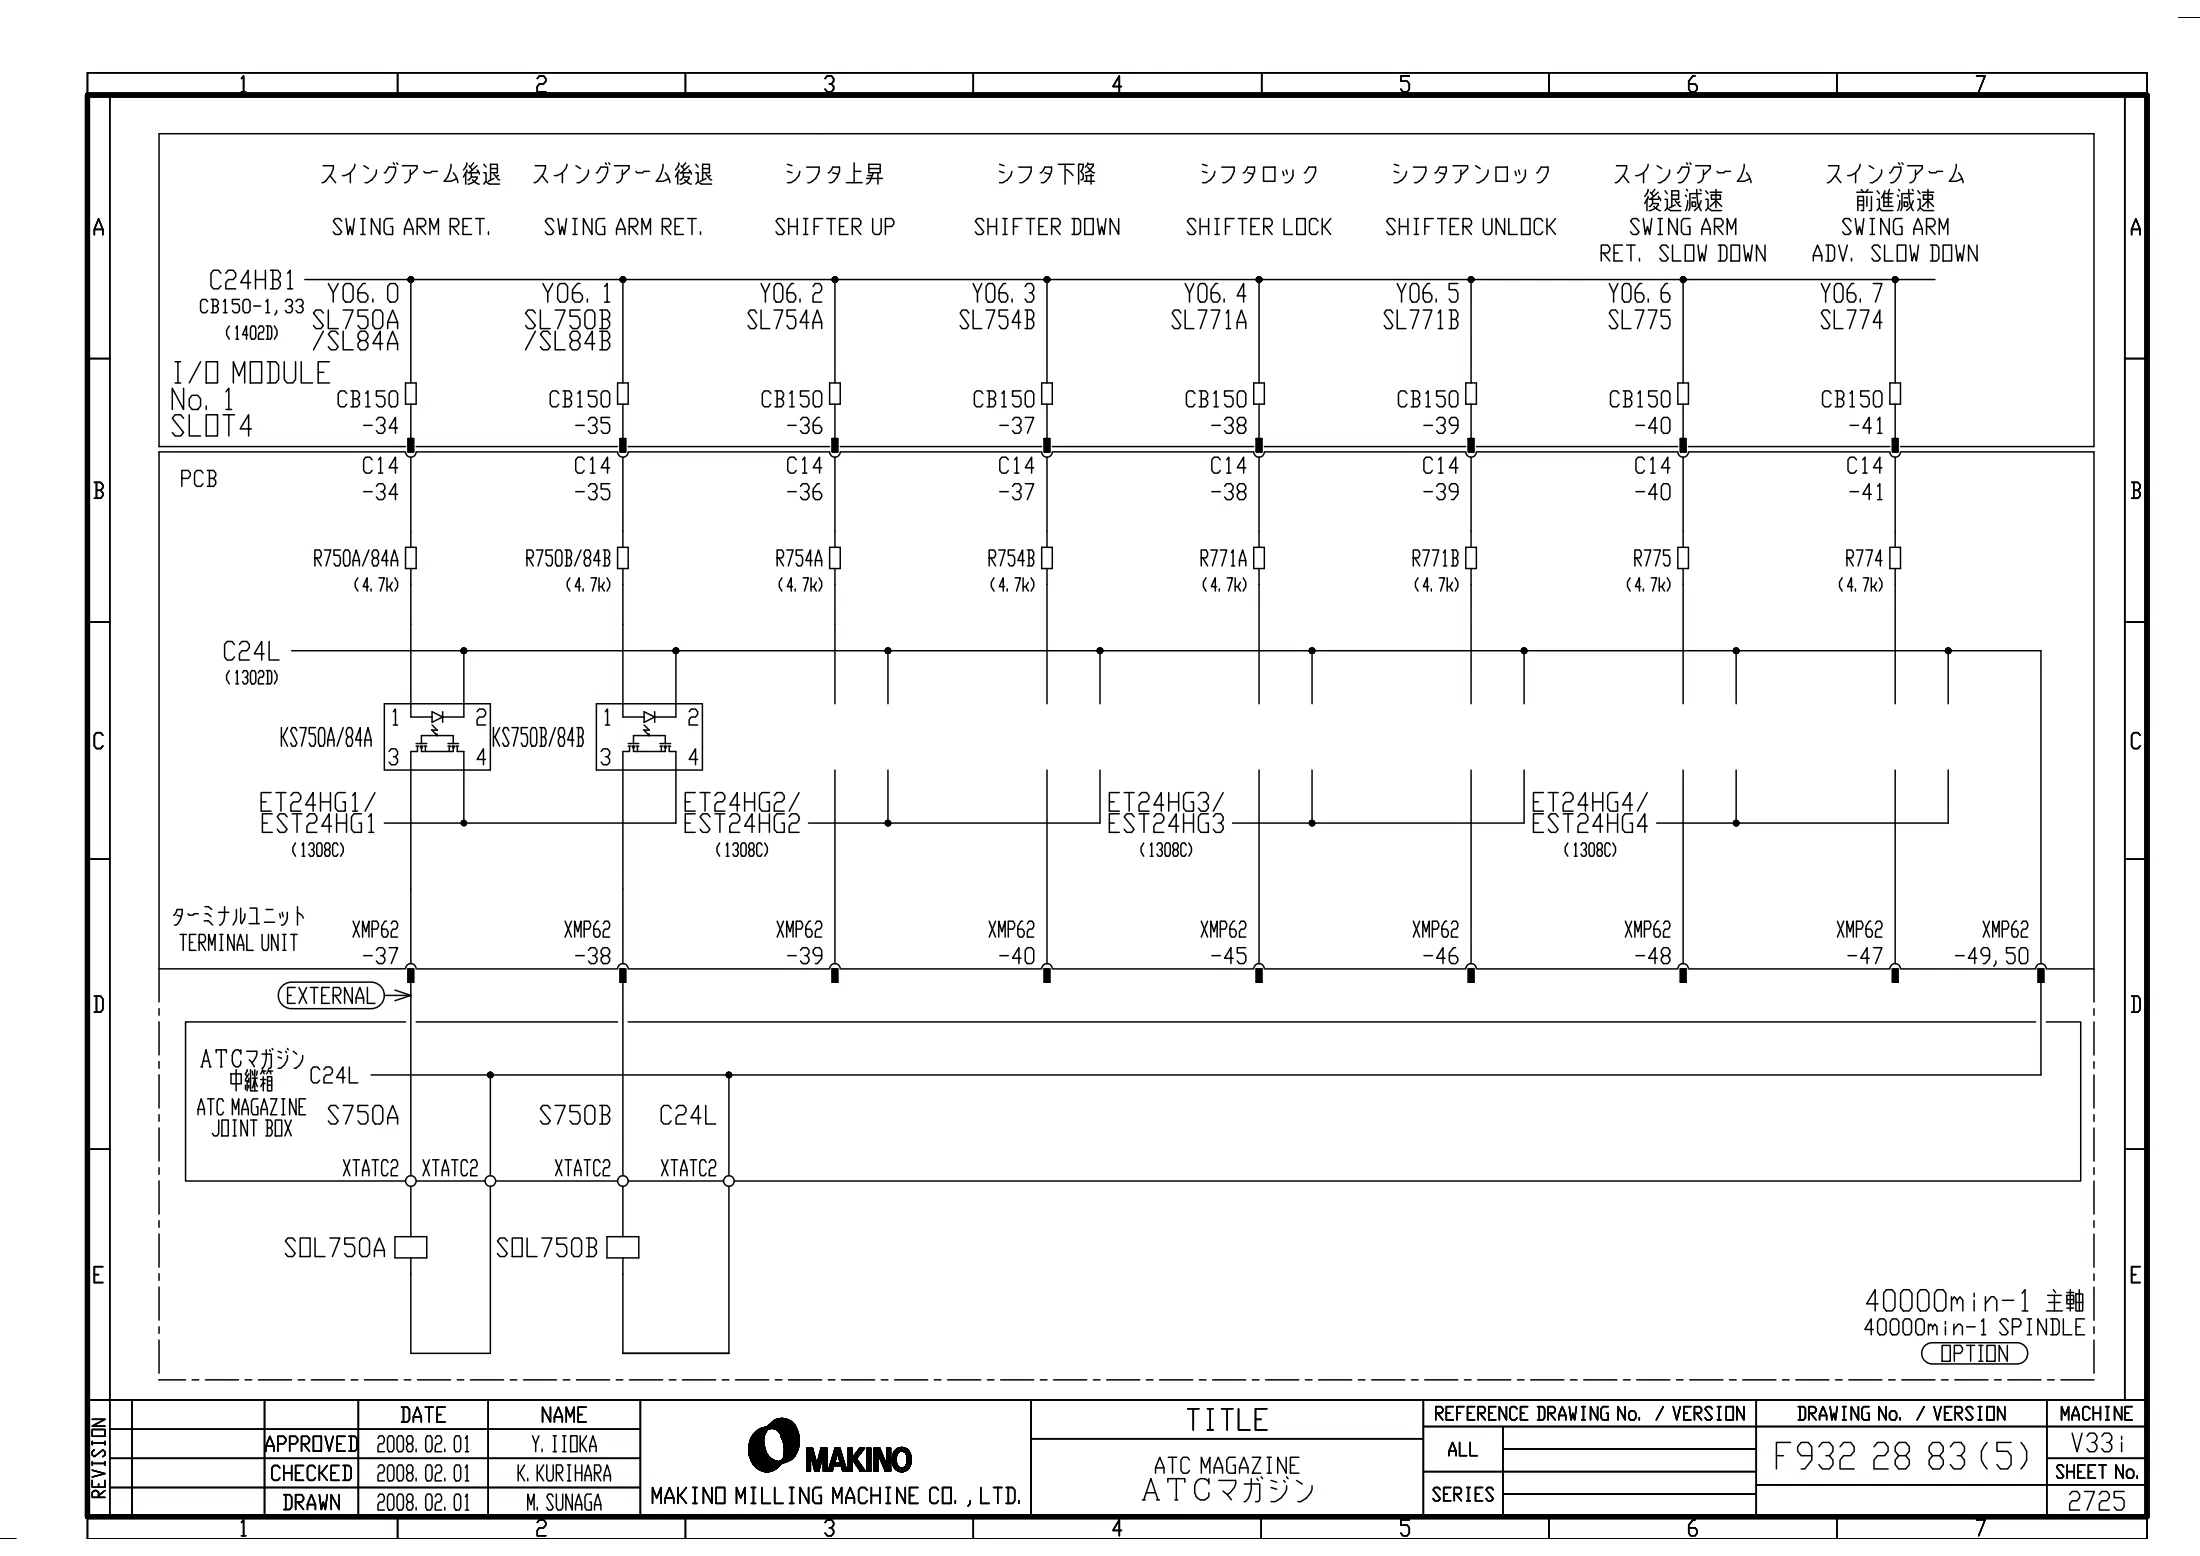 1 2 3 4 5 6 7
スイングアーム後退 スイングアーム後退 シフタ上昇 シフタ下降 シフタロック シフタアンロック スイングアーム スイングアーム
後退減速 前進減速
A SWING ARM RET. SWING ARM RET. SHIFTER UP SHIFTER DOWN SHIFTER LOCK SHIFTER UNLOCK SWING ARM SWING ARM A
RET. SLOW DOWN ADV. SLOW DOWN
C24HB1
Y06.0 Y06.1 Y06.2 Y06.3 Y06.4 Y06.5 Y06.6 Y06.7
CB150-1,33
SL750A SL750B SL754A SL754B SL771A SL771B SL775 SL774
(1402D) /SL84A /SL84B
I/O MODULE
No.1 CB150 CB150 CB150 CB150 CB150 CB150 CB150 CB150
SLOT4 -34 -35 -36 -37 -38 -39 -40 -41
PCB C14 C14 C14 C14 C14 C14 C14 C14
B -34 -35 -36 -37 -38 -39 -40 -41 B
R750A/84A R750B/84B R754A R754B R771A R771B R775 R774
(4.7k) (4.7k) (4.7k) (4.7k) (4.7k) (4.7k) (4.7k) (4.7k)
C24L
(1302D)
1 2 1 2
C KS750A/84A KS750B/84B C
3 4 3 4
ET24HG1/ ET24HG2/ ET24HG3/ ET24HG4/
EST24HG1 EST24HG2 EST24HG3 EST24HG4
(1308C) (1308C) (1308C) (1308C)
ターミナルユニット
TERMINAL UNIT
XMP62 XMP62 XMP62 XMP62 XMP62 XMP62 XMP62 XMP62 XMP62
-37 -38 -39 -40 -45 -46 -48 -47 -49,50
EXTERNAL
D D
ATCマガジン
中継箱 C24L
ATC MAGAZINE
JOINT BOX
S750A S750B C24L
XTATC2 XTATC2 XTATC2 XTATC2
SOL750A SOL750B
E E
40000min-1 主軸
40000min-1 SPINDLE
OPTION
REVISION
DATE NAME
APPROVED 2008.02.01 Y.IIOKA
CHECKED 2008.02.01 K.KURIHARA
DRAWN 2008.02.01 M.SUNAGA
MAKINO
MAKINO MILLING MACHINE CO.,LTD.
TITLE
ATC MAGAZINE
ATCマガジン
REFERENCE DRAWING No. / VERSION
ALL
SERIES
DRAWING No. / VERSION
F932 28 83(5)
MACHINE
V33i
SHEET No.
2725
1 2 3 4 5 6 7